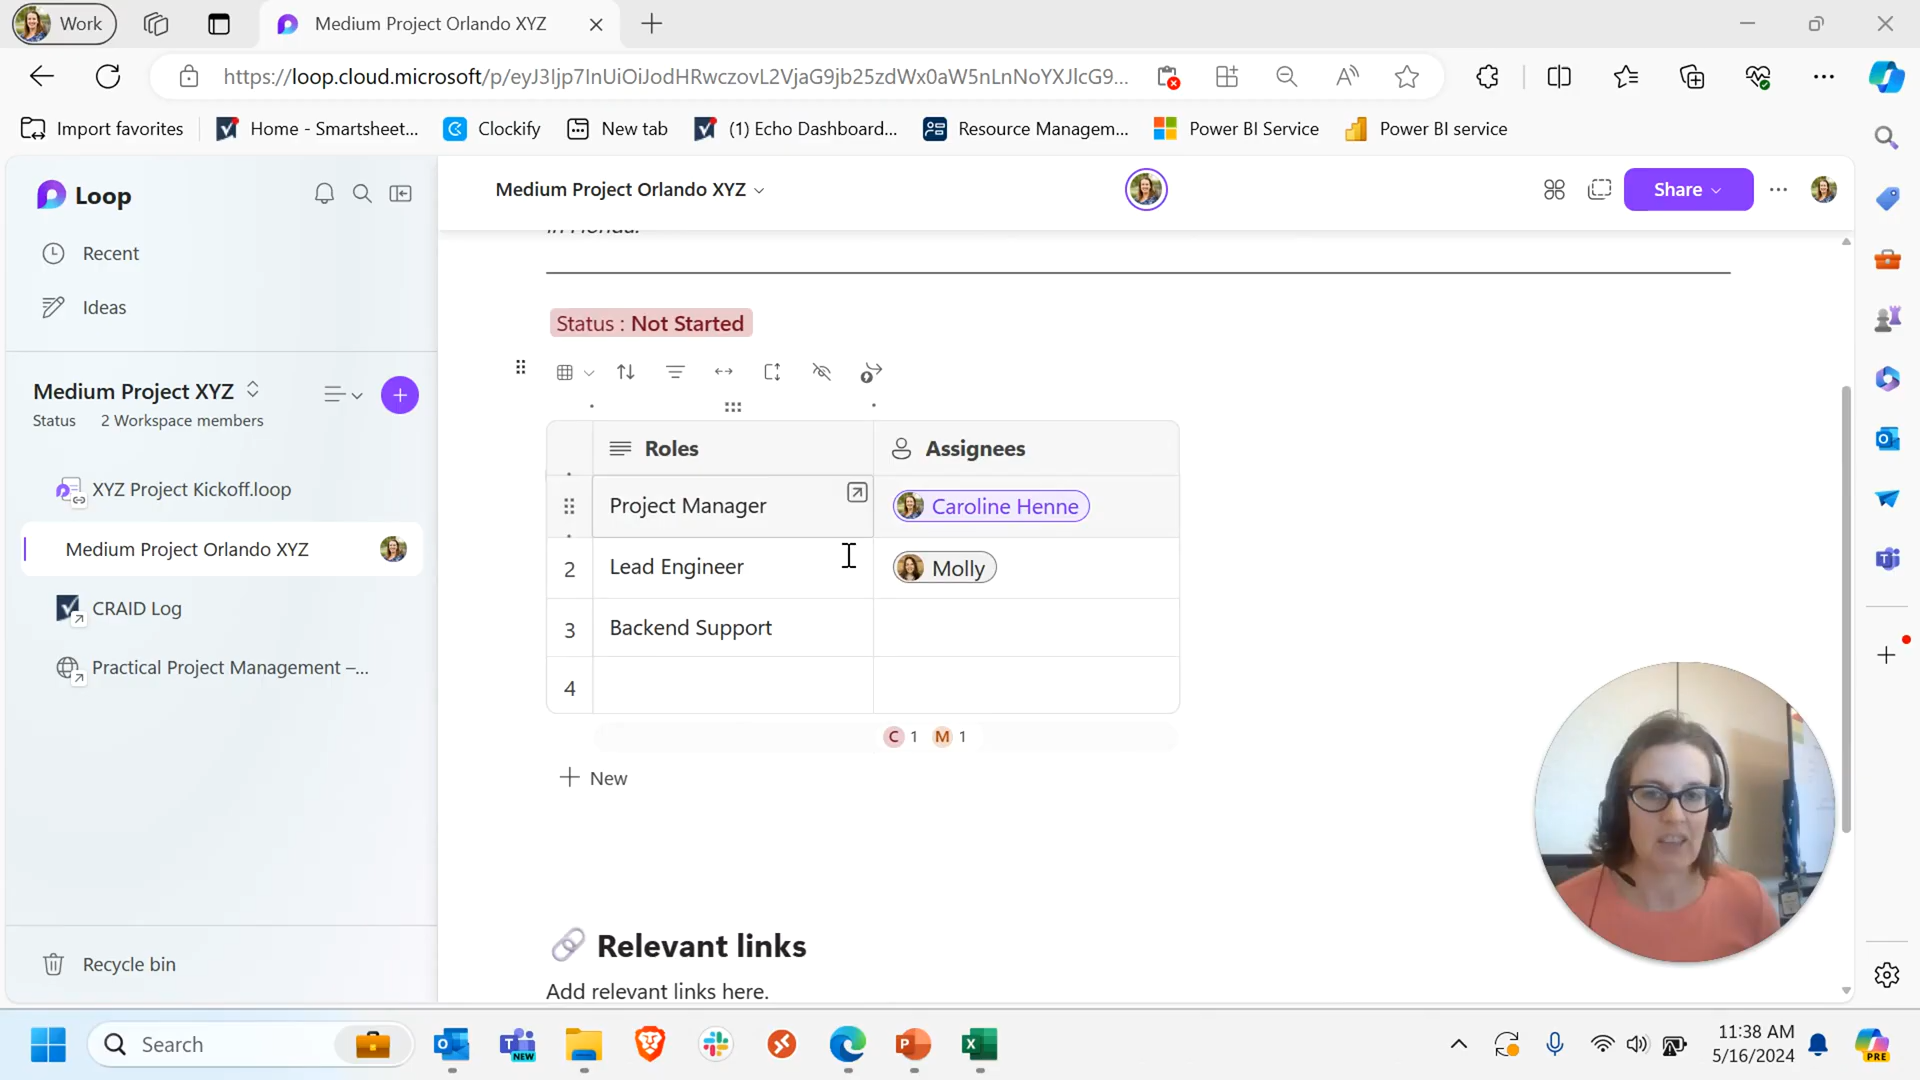 Work
Medium Project Orlando XYZ
https://loop.cloud.microsoft/p/eyJ3Ijp7InUiOiJodHRwczovL2VjaG9jb25zdWx0aW5nLnNoYXJlcG9...
Import favorites
Home - Smartsheet...
Clockify
New tab
(1) Echo Dashboard...
Resource Managem...
Power BI Service
Power BI service
Loop
Recent
Ideas
Medium Project XYZ
Status 2 Workspace members
XYZ Project Kickoff.loop
Medium Project Orlando XYZ
CRAID Log
Practical Project Management –...
Recycle bin
Medium Project Orlando XYZ
Share
in Florida.
Status : Not Started
Roles Assignees
Project Manager Caroline Henne
2 Lead Engineer Molly
3 Backend Support
4
C 1 M 1
New
Relevant links
Add relevant links here.
Search
NEW
11:38 AM
5/16/2024
PRE